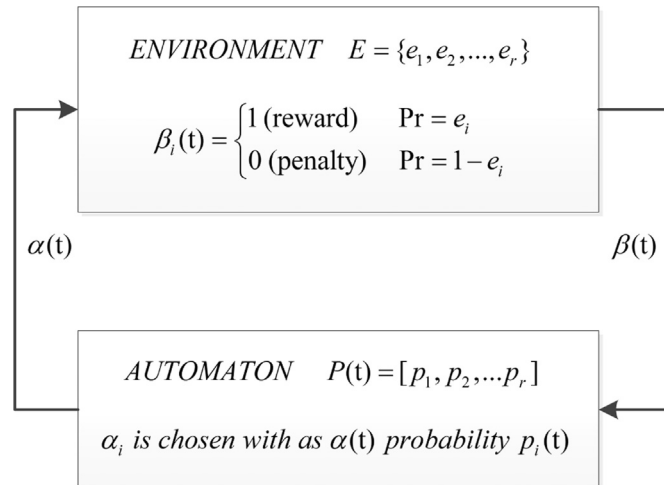 ENVIRONMENT E = {e₁, e₂, ..., eᵣ}
βᵢ(t) = { 1 (reward) Pr = eᵢ
0 (penalty) Pr = 1 − eᵢ
α(t)
β(t)
AUTOMATON P(t) = [p₁, p₂, ... pᵣ]
αᵢ is chosen with as α(t) probability pᵢ(t)